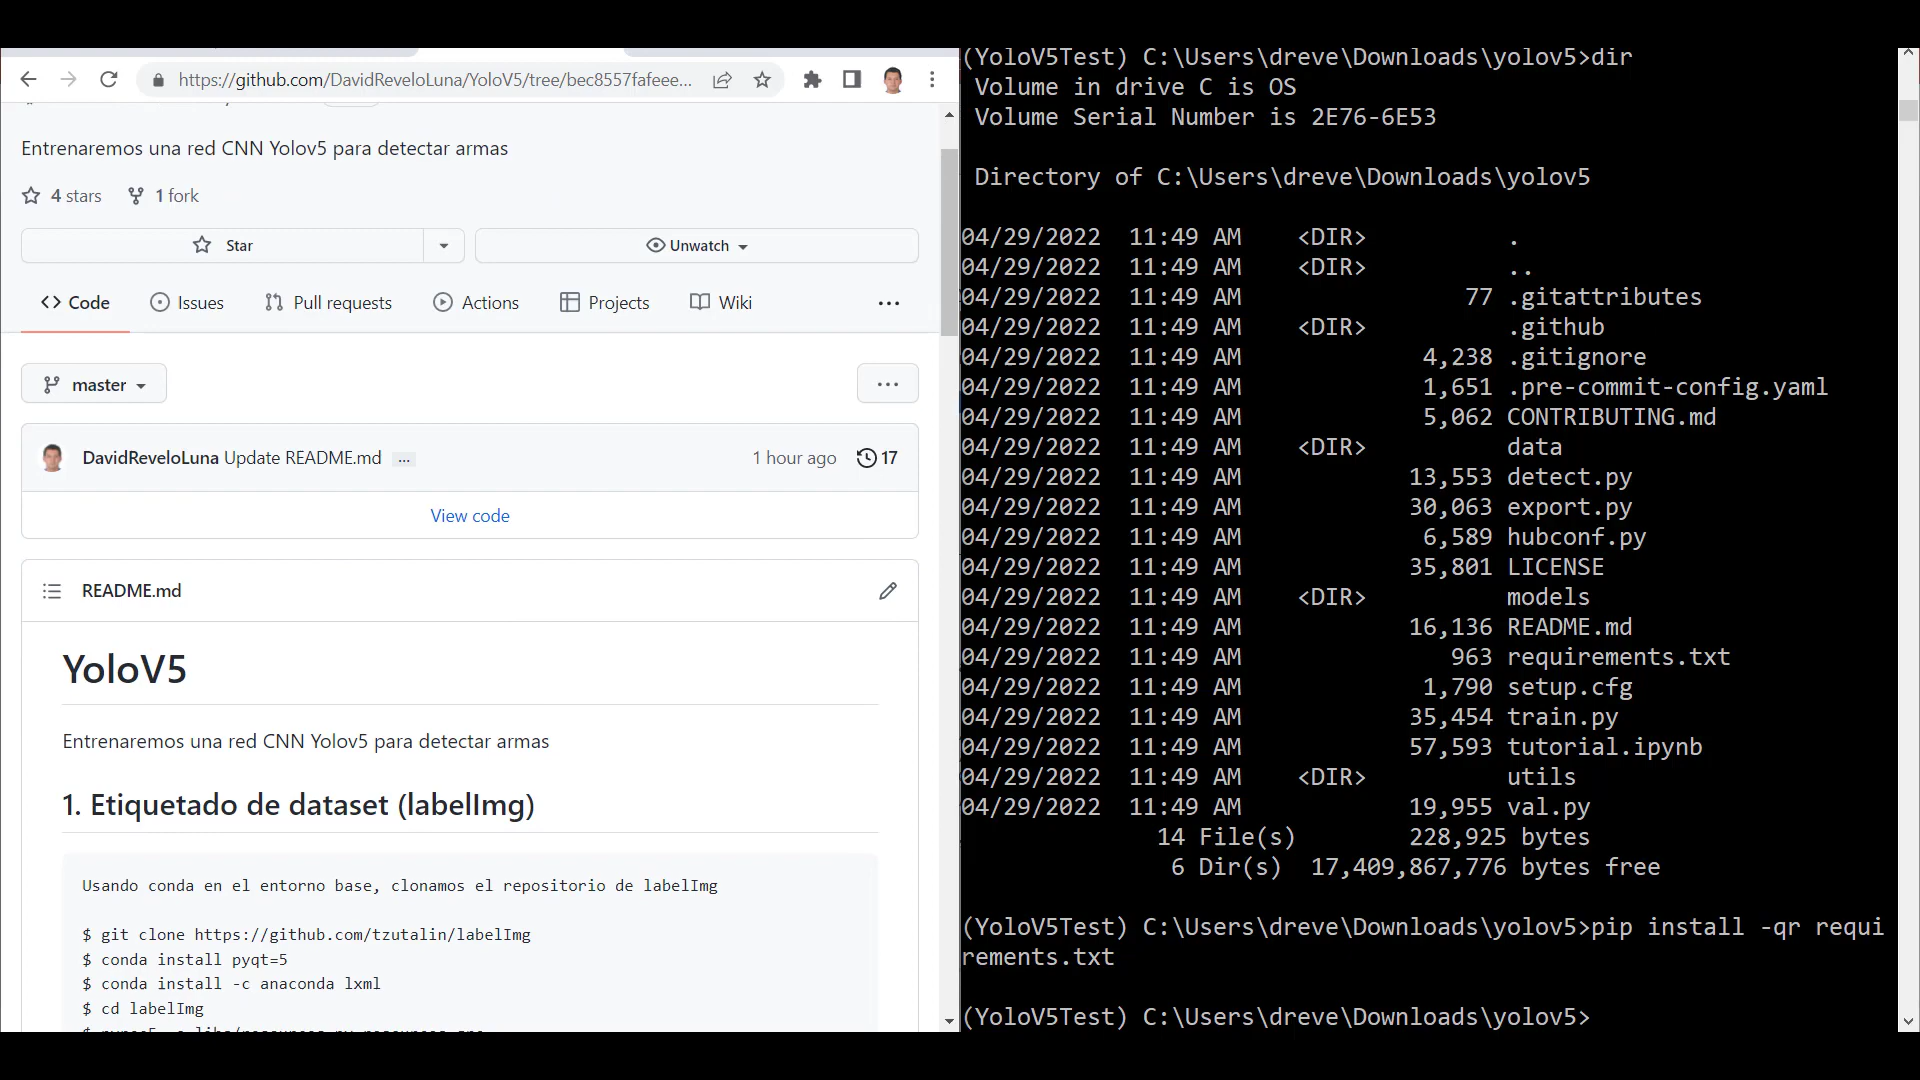 https://github.com/DavidReveloLuna/YoloV5/tree/bec8557fafeee...
Entrenaremos una red CNN Yolov5 para detectar armas
4 stars 1 fork
Star Unwatch
Code Issues Pull requests Actions Projects Wiki ...
master ...
DavidReveloLuna Update README.md ... 1 hour ago 17
View code
README.md
YoloV5
Entrenaremos una red CNN Yolov5 para detectar armas
1. Etiquetado de dataset (labelImg)
Usando conda en el entorno base, clonamos el repositorio de labelImg
$ git clone https://github.com/tzutalin/labelImg
$ conda install pyqt=5
$ conda install -c anaconda lxml
$ cd labelImg
(YoloV5Test) C:\Users\dreve\Downloads\yolov5>dir
Volume in drive C is OS
Volume Serial Number is 2E76-6E53
Directory of C:\Users\dreve\Downloads\yolov5
04/29/2022 11:49 AM <DIR> .
04/29/2022 11:49 AM <DIR> ..
04/29/2022 11:49 AM 77 .gitattributes
04/29/2022 11:49 AM <DIR> .github
04/29/2022 11:49 AM 4,238 .gitignore
04/29/2022 11:49 AM 1,651 .pre-commit-config.yaml
04/29/2022 11:49 AM 5,062 CONTRIBUTING.md
04/29/2022 11:49 AM <DIR> data
04/29/2022 11:49 AM 13,553 detect.py
04/29/2022 11:49 AM 30,063 export.py
04/29/2022 11:49 AM 6,589 hubconf.py
04/29/2022 11:49 AM 35,801 LICENSE
04/29/2022 11:49 AM <DIR> models
04/29/2022 11:49 AM 16,136 README.md
04/29/2022 11:49 AM 963 requirements.txt
04/29/2022 11:49 AM 1,790 setup.cfg
04/29/2022 11:49 AM 35,454 train.py
04/29/2022 11:49 AM 57,593 tutorial.ipynb
04/29/2022 11:49 AM <DIR> utils
04/29/2022 11:49 AM 19,955 val.py
14 File(s) 228,925 bytes
6 Dir(s) 17,409,867,776 bytes free
(YoloV5Test) C:\Users\dreve\Downloads\yolov5>pip install -qr requi
rements.txt
(YoloV5Test) C:\Users\dreve\Downloads\yolov5>